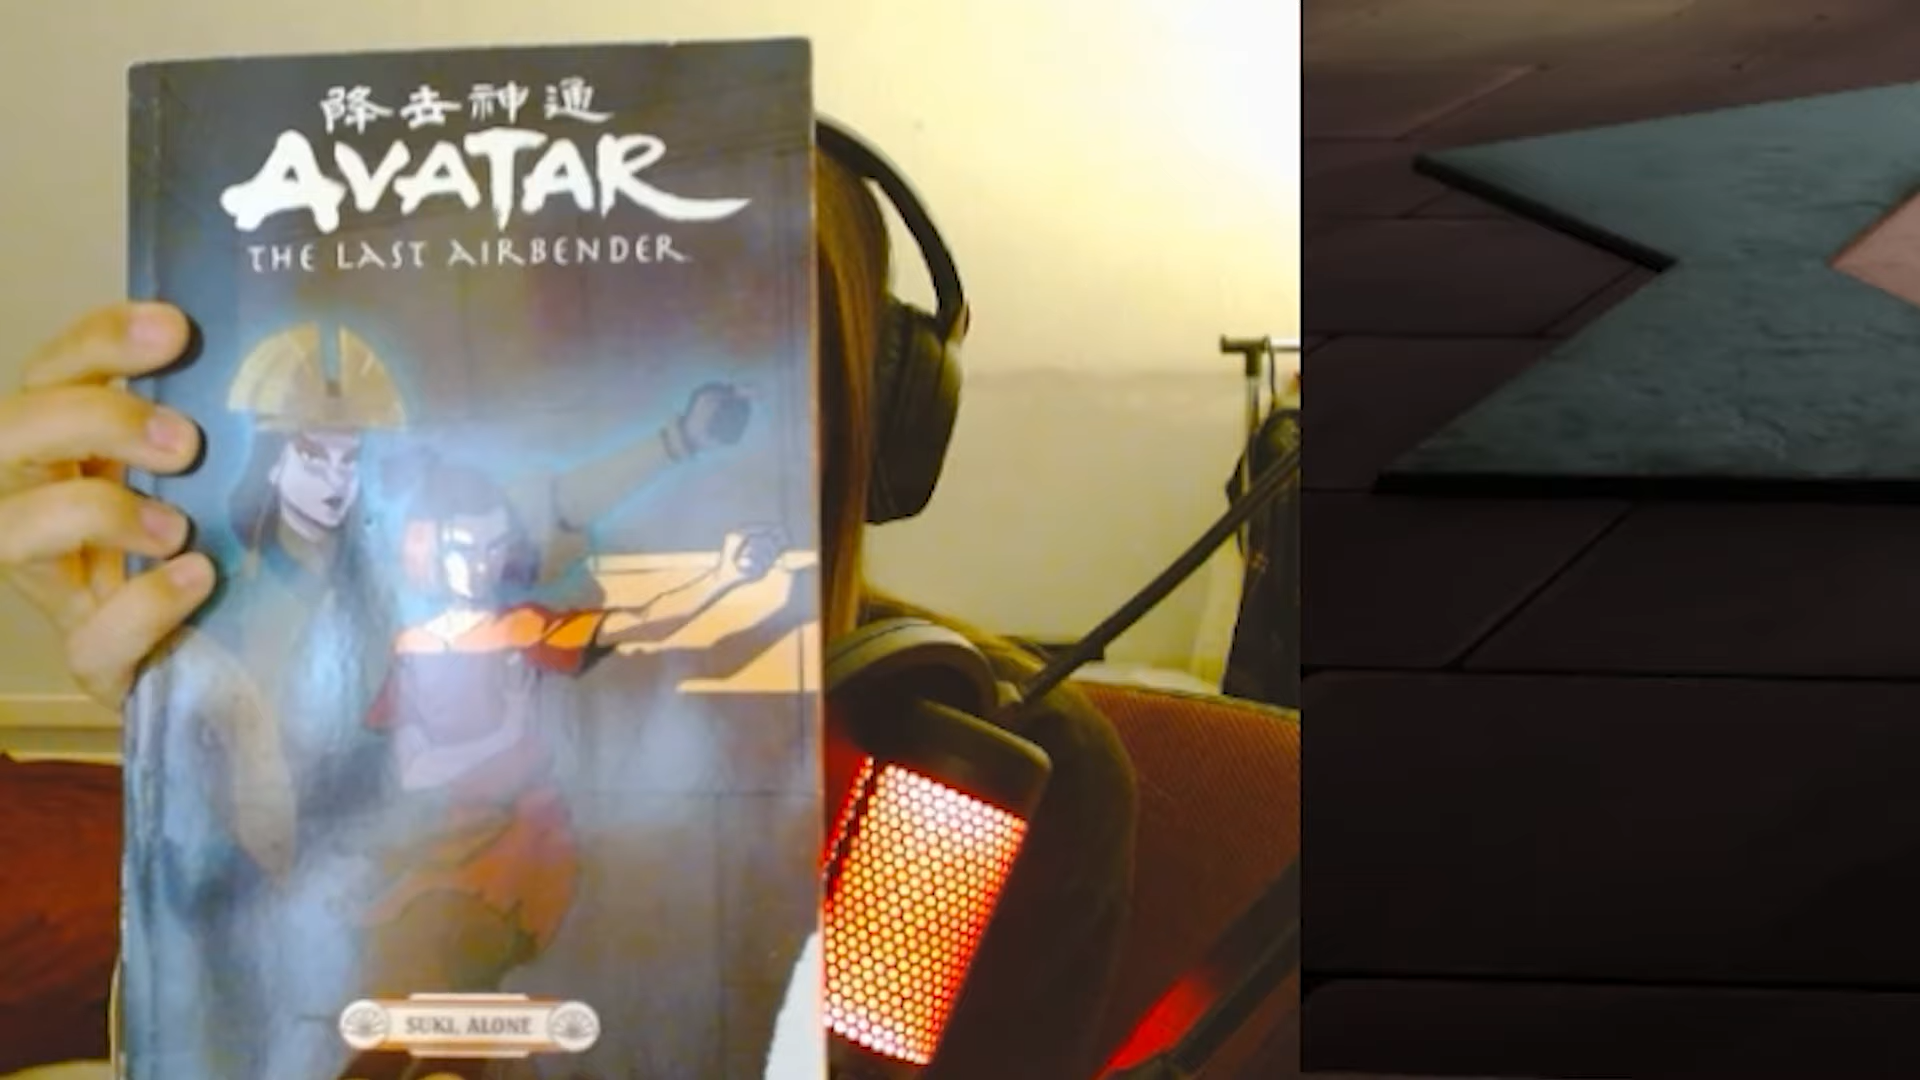 降去神通
AVATAR
THE LAST AIRBENDER
SUKI, ALONE